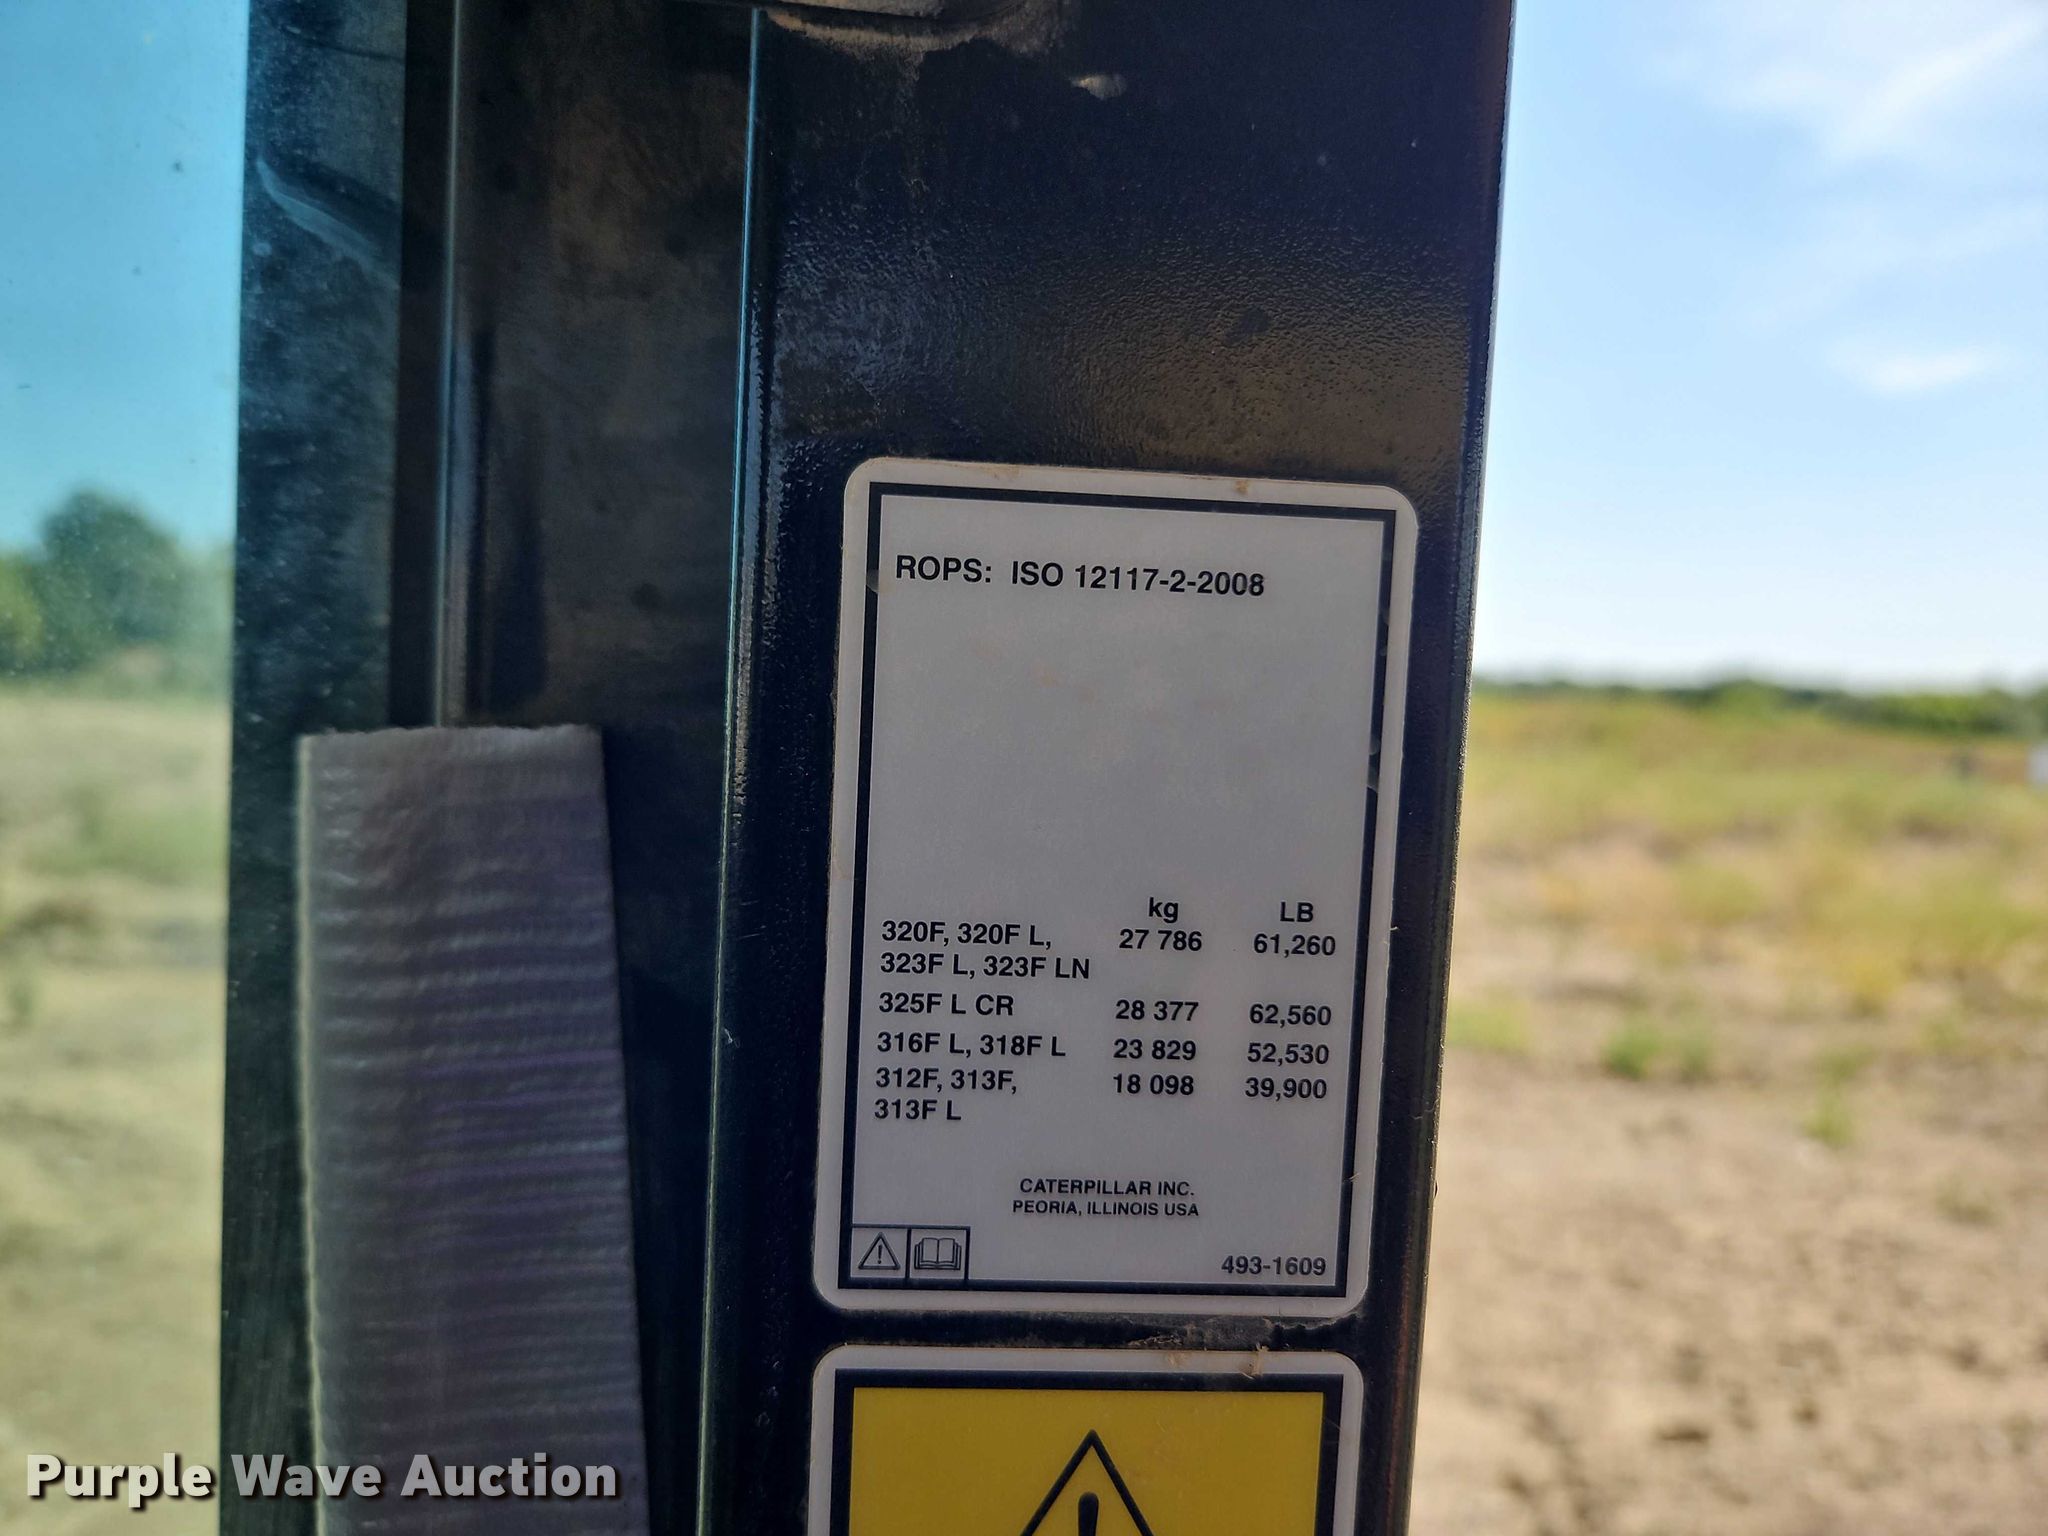 ROPS: ISO 12117-2-2008
kg LB
320F, 320F L, 27 786 61,260
323F L, 323F LN
325F L CR 28 377 62,560
316F L, 318F L 23 829 52,530
312F, 313F, 18 098 39,900
313F L
CATERPILLAR INC.
PEORIA, ILLINOIS USA
493-1609
Purple Wave Auction